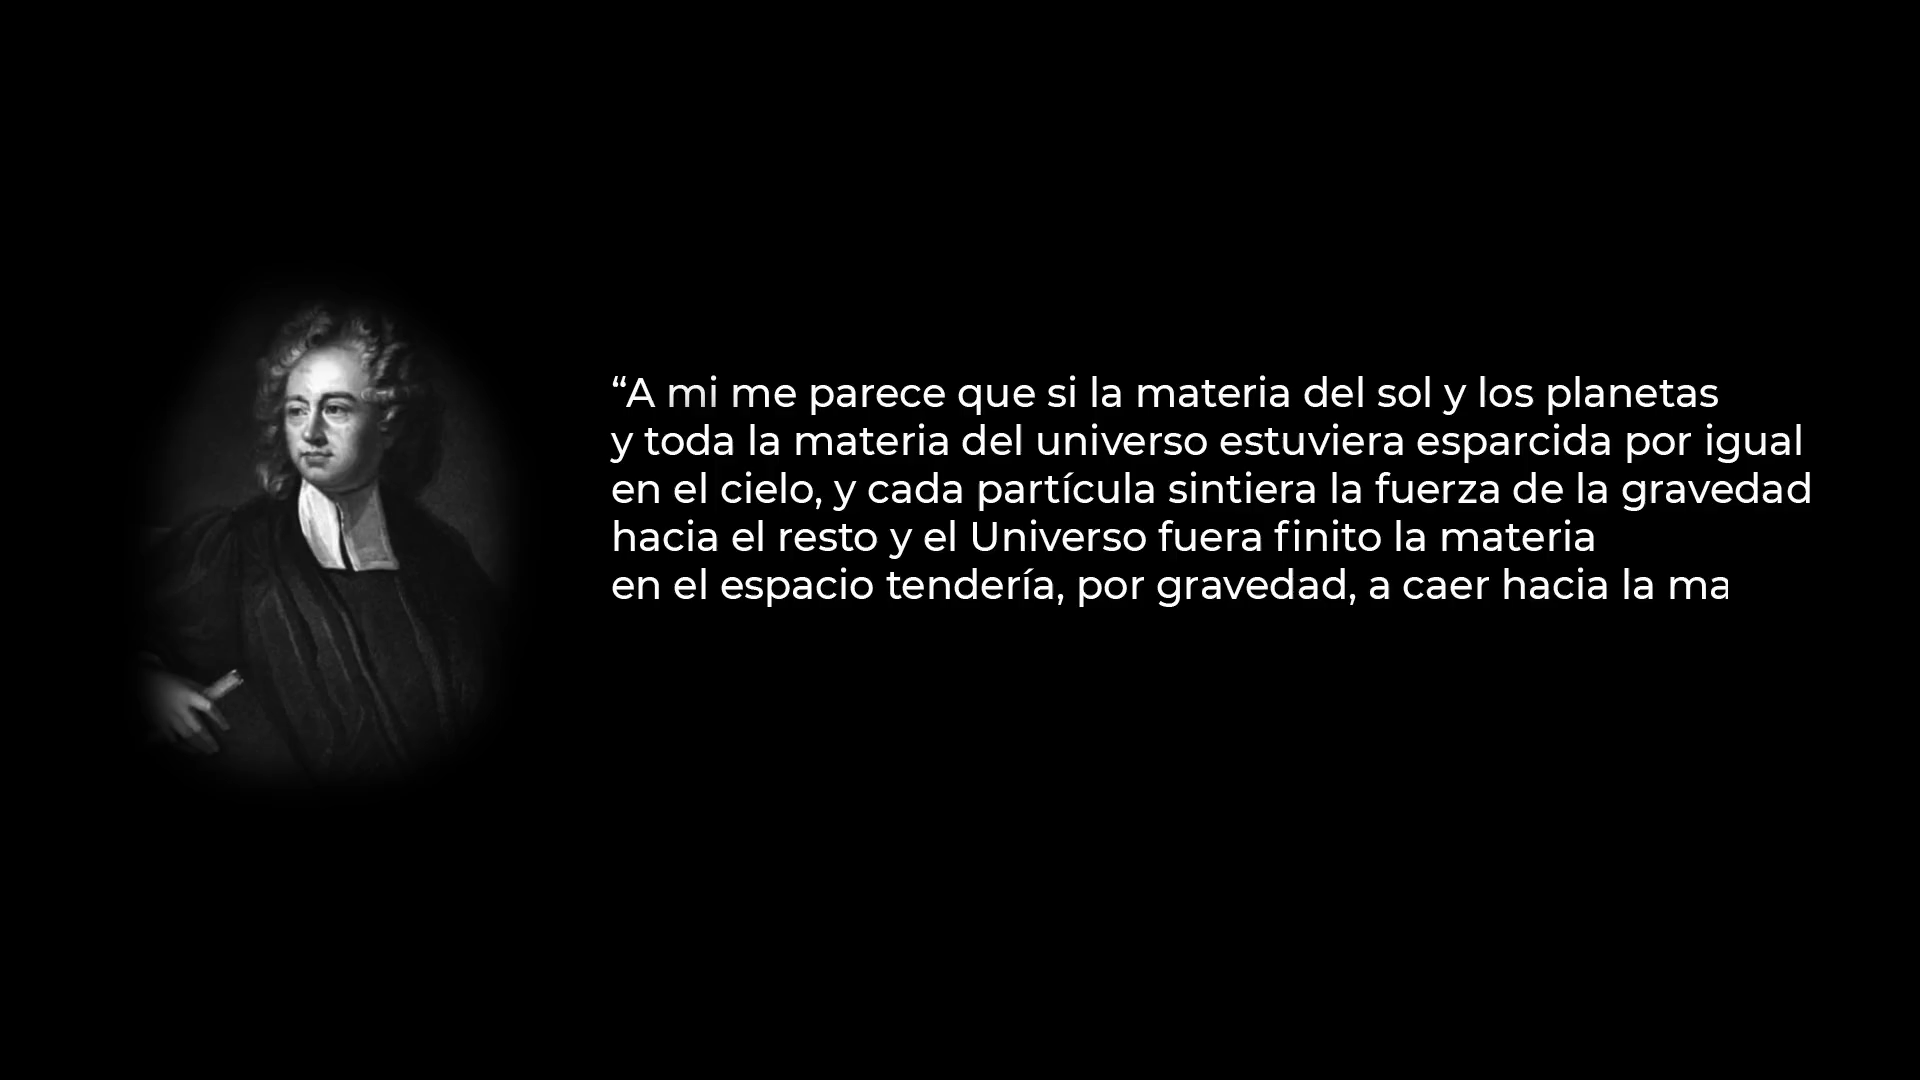 “A mi me parece que si la materia del sol y los planetas
y toda la materia del universo estuviera esparcida por igual
en el cielo, y cada partícula sintiera la fuerza de la gravedad
hacia el resto y el Universo fuera finito la materia
en el espacio tendería, por gravedad, a caer hacia la ma